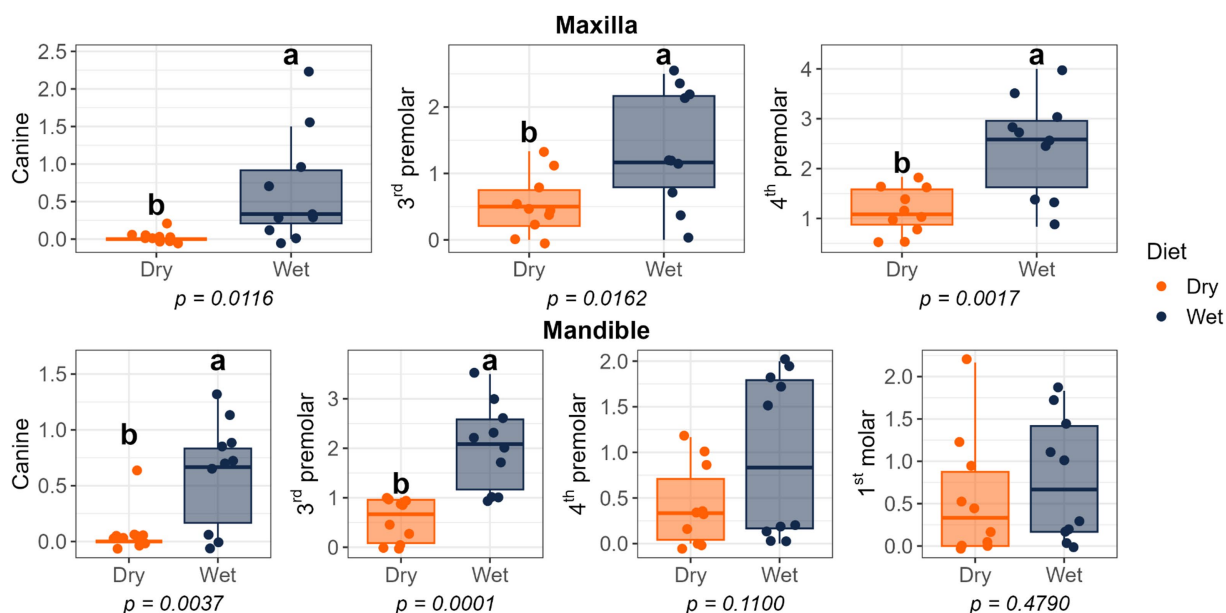 Maxilla
a
a
a
b
b
b
Canine
2.5
2.0
1.5
1.0
0.5
0.0
Dry Wet
p = 0.0116
3rd premolar
2
1
0
Dry Wet
p = 0.0162
4th premolar
4
3
2
1
Dry Wet
p = 0.0017
Diet
Dry
Wet
Mandible
a
b
Canine
1.5
1.0
0.5
0.0
Dry Wet
p = 0.0037
a
b
3rd premolar
3
2
1
0
Dry Wet
p = 0.0001
4th premolar
2.0
1.5
1.0
0.5
0.0
Dry Wet
p = 0.1100
1st molar
2.0
1.5
1.0
0.5
0.0
Dry Wet
p = 0.4790